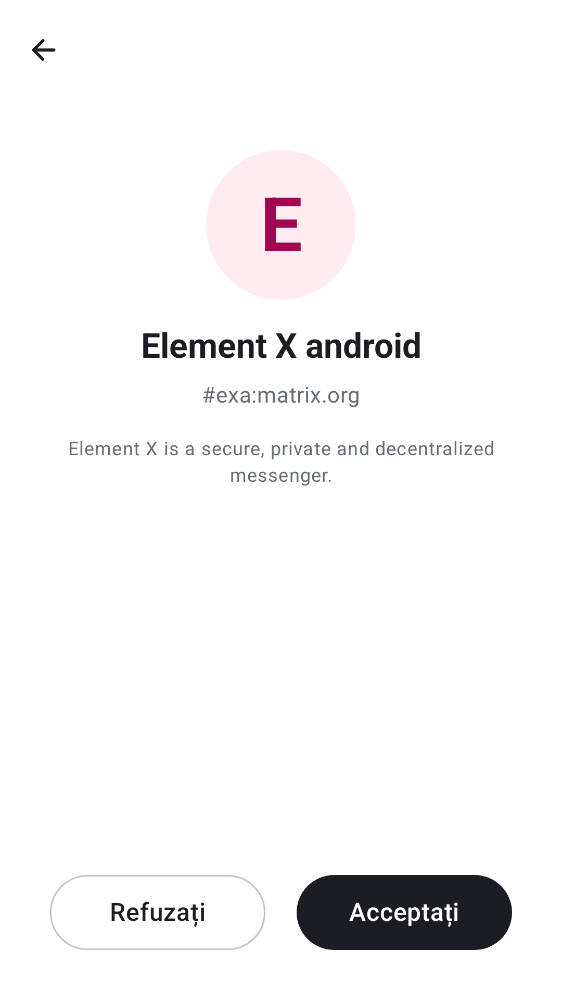 E
Element X android
#exa:matrix.org
Element X is a secure, private and decentralized
messenger.
Refuzați
Acceptați